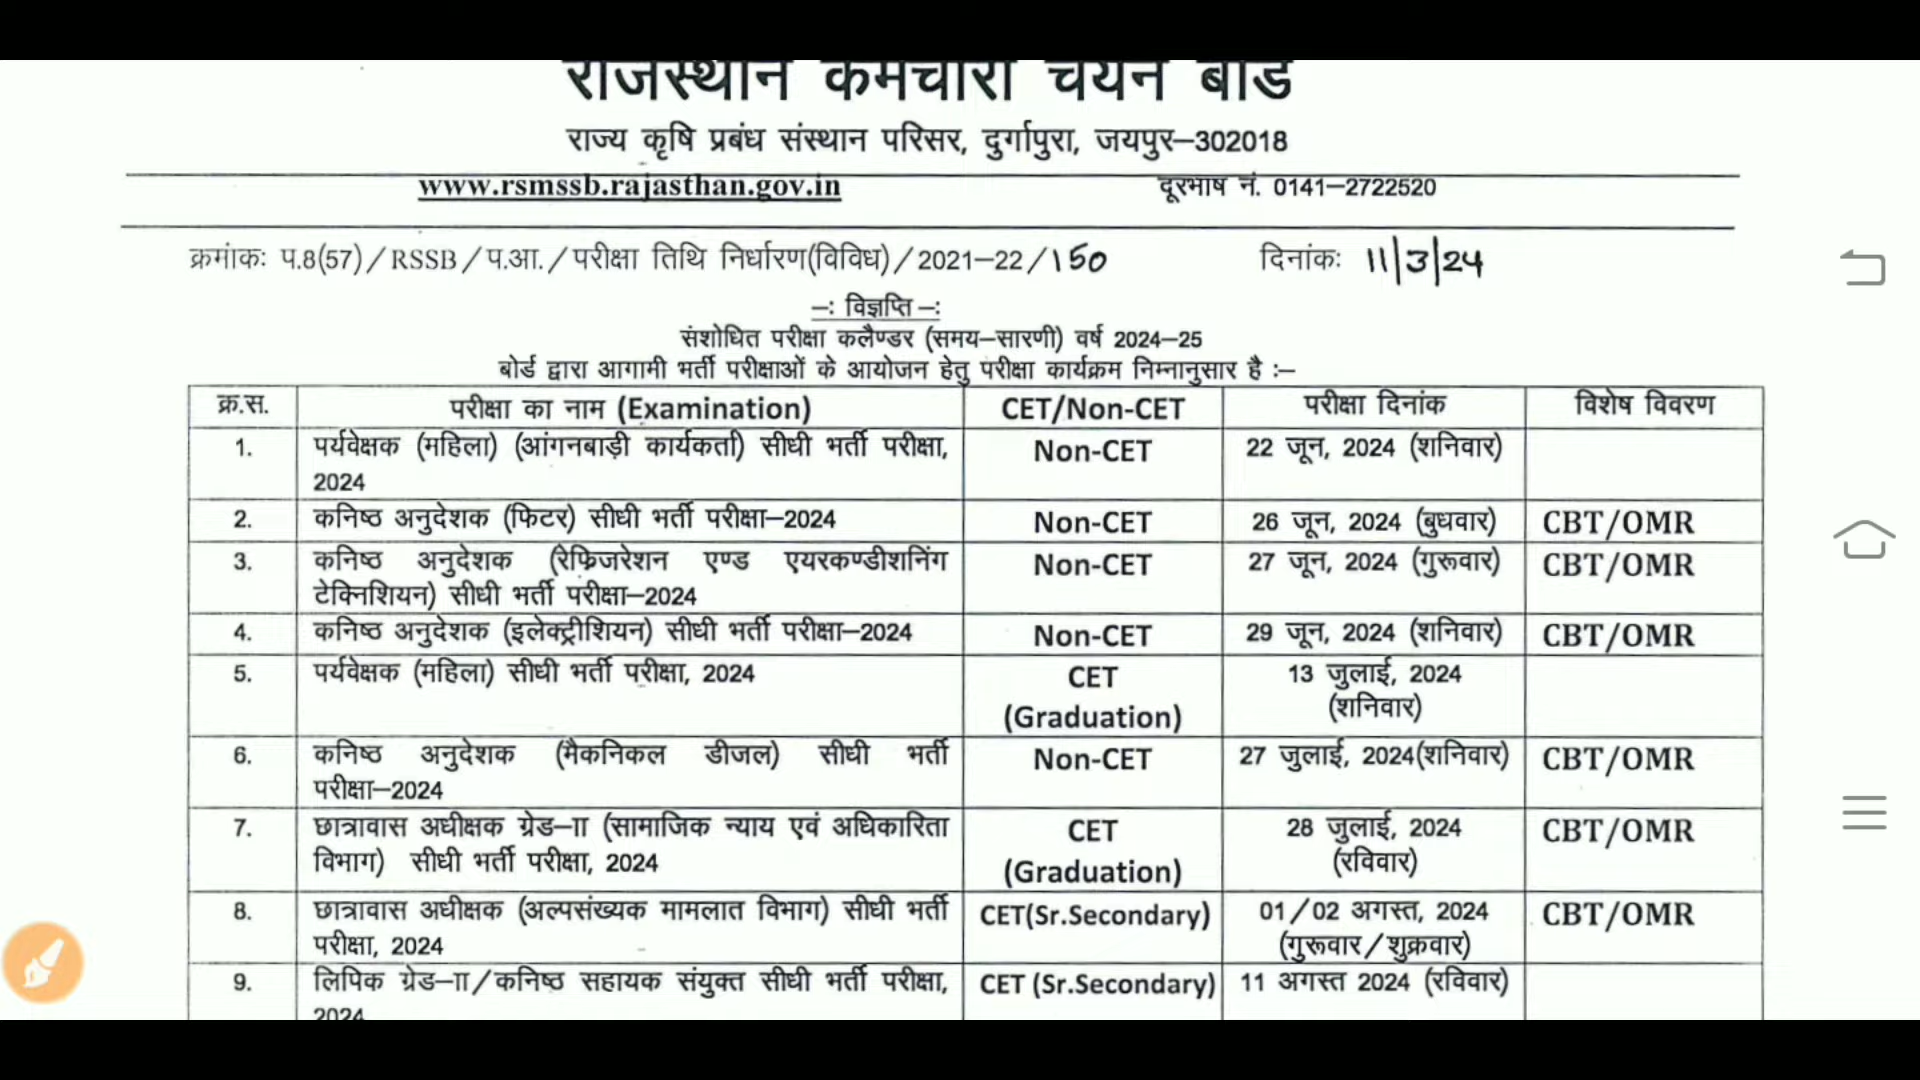 राजस्थान कर्मचारी चयन बोर्ड
राज्य कृषि प्रबंध संस्थान परिसर, दुर्गापुरा, जयपुर–302018
www.rsmssb.rajasthan.gov.in दूरभाष नं. 0141–2722520
क्रमांकः प.8(57)/RSSB/प.आ./परीक्षा तिथि निर्धारण(विविध)/2021–22/150 दिनांकः 11/3/24
–: विज्ञप्ति –:
संशोधित परीक्षा कलैण्डर (समय–सारणी) वर्ष 2024–25
बोर्ड द्वारा आगामी भर्ती परीक्षाओं के आयोजन हेतु परीक्षा कार्यक्रम निम्नानुसार है :–
क्र.स. परीक्षा का नाम (Examination) CET/Non-CET परीक्षा दिनांक विशेष विवरण
1. पर्यवेक्षक (महिला) (आंगनबाड़ी कार्यकर्ता) सीधी भर्ती परीक्षा, Non-CET 22 जून, 2024 (शनिवार)
2024
2. कनिष्ठ अनुदेशक (फिटर) सीधी भर्ती परीक्षा–2024 Non-CET 26 जून, 2024 (बुधवार) CBT/OMR
3. कनिष्ठ अनुदेशक (रेफ्रिजरेशन एण्ड एयरकण्डीशनिंग Non-CET 27 जून, 2024 (गुरूवार) CBT/OMR
टेक्निशियन) सीधी भर्ती परीक्षा–2024
4. कनिष्ठ अनुदेशक (इलेक्ट्रीशियन) सीधी भर्ती परीक्षा–2024 Non-CET 29 जून, 2024 (शनिवार) CBT/OMR
5. पर्यवेक्षक (महिला) सीधी भर्ती परीक्षा, 2024 CET 13 जुलाई, 2024
(Graduation) (शनिवार)
6. कनिष्ठ अनुदेशक (मैकनिकल डीजल) सीधी भर्ती Non-CET 27 जुलाई, 2024(शनिवार) CBT/OMR
परीक्षा–2024
7. छात्रावास अधीक्षक ग्रेड–II (सामाजिक न्याय एवं अधिकारिता CET 28 जुलाई, 2024 CBT/OMR
विभाग) सीधी भर्ती परीक्षा, 2024 (Graduation) (रविवार)
8. छात्रावास अधीक्षक (अल्पसंख्यक मामलात विभाग) सीधी भर्ती CET(Sr.Secondary) 01/02 अगस्त, 2024 CBT/OMR
परीक्षा, 2024 (गुरूवार/शुक्रवार)
9. लिपिक ग्रेड–II/कनिष्ठ सहायक संयुक्त सीधी भर्ती परीक्षा, CET (Sr.Secondary) 11 अगस्त 2024 (रविवार)
2024